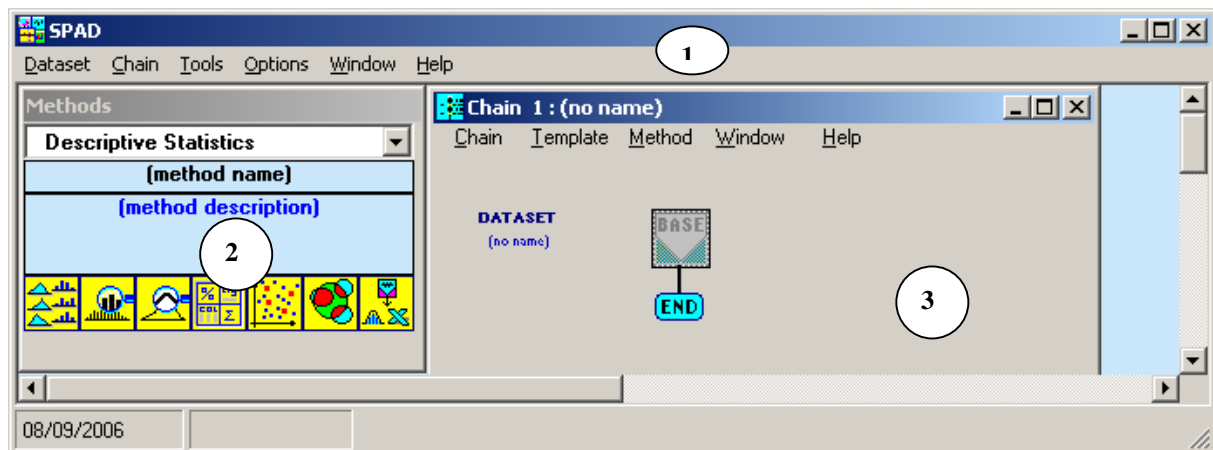 SPAD
1
Dataset Chain Tools Options Window Help
Methods
Descriptive Statistics
(method name)
(method description)
2
Chain 1 : (no name)
Chain Template Method Window Help
DATASET
(no name)
BASE
END
3
08/09/2006